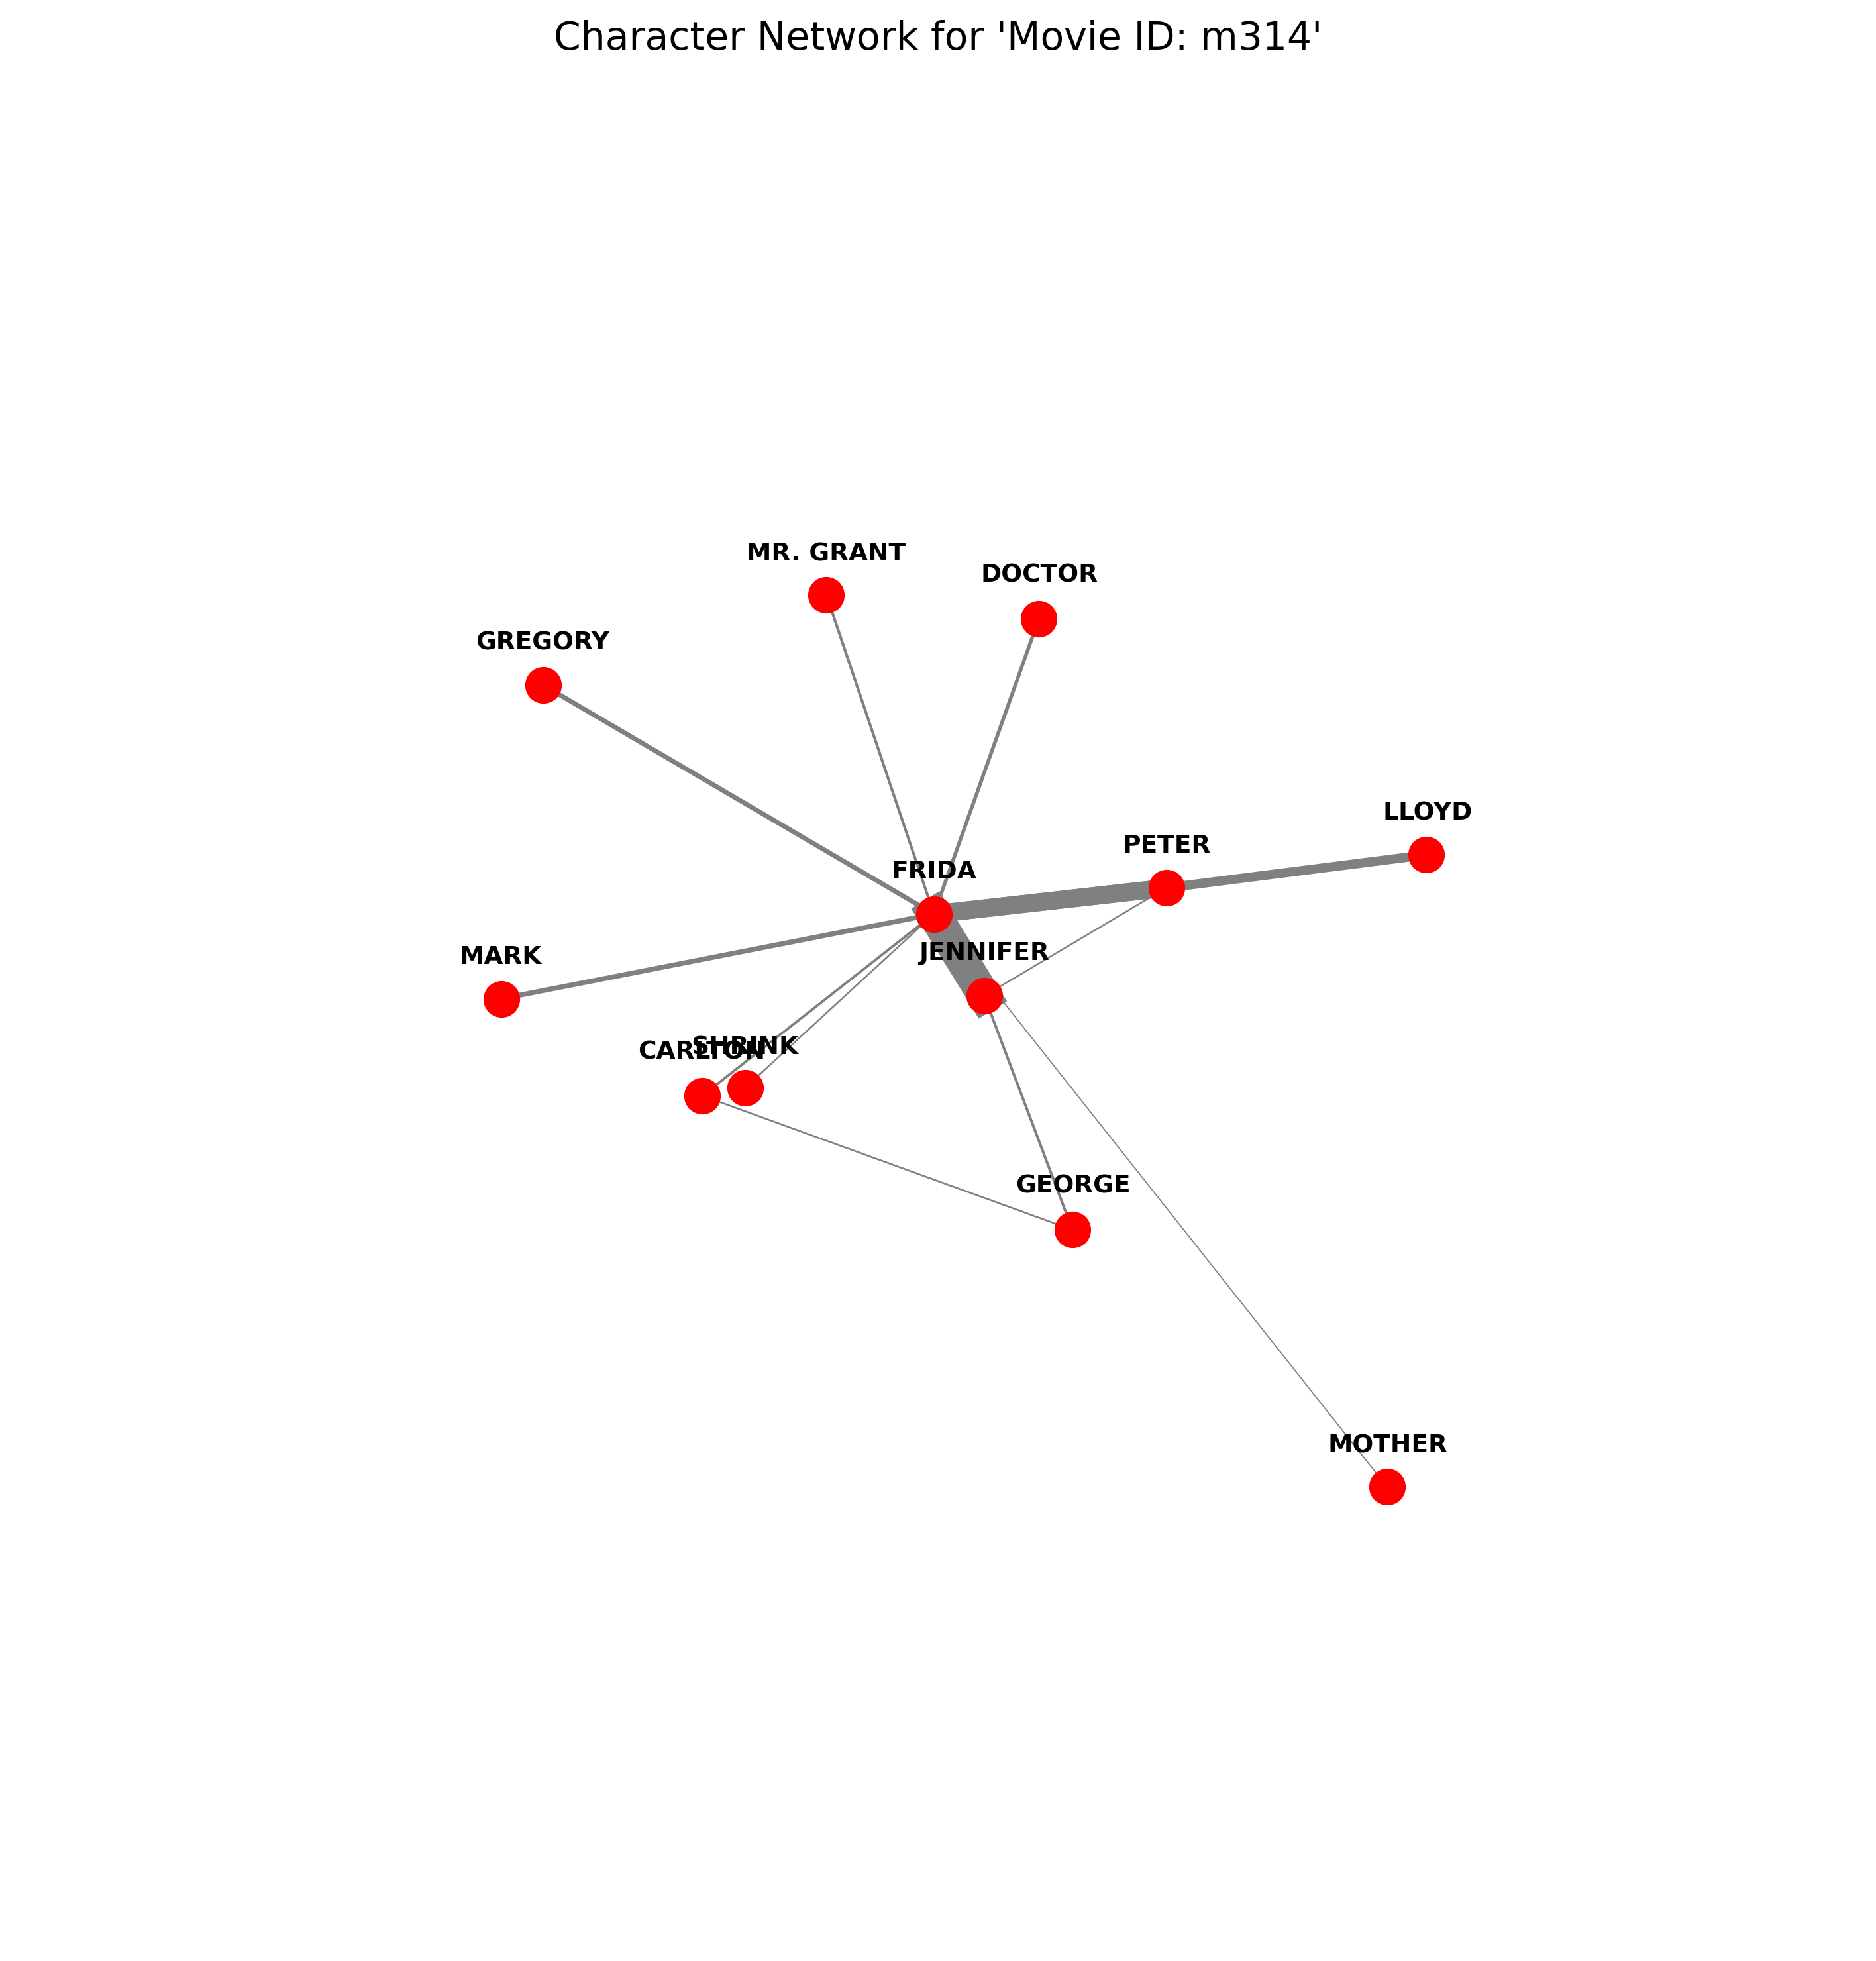 Character Network for 'Movie ID: m314'
MR. GRANT
DOCTOR
GREGORY
LLOYD
PETER
FRIDA
JENNIFER
MARK
CARLTON
SHRINK
GEORGE
MOTHER